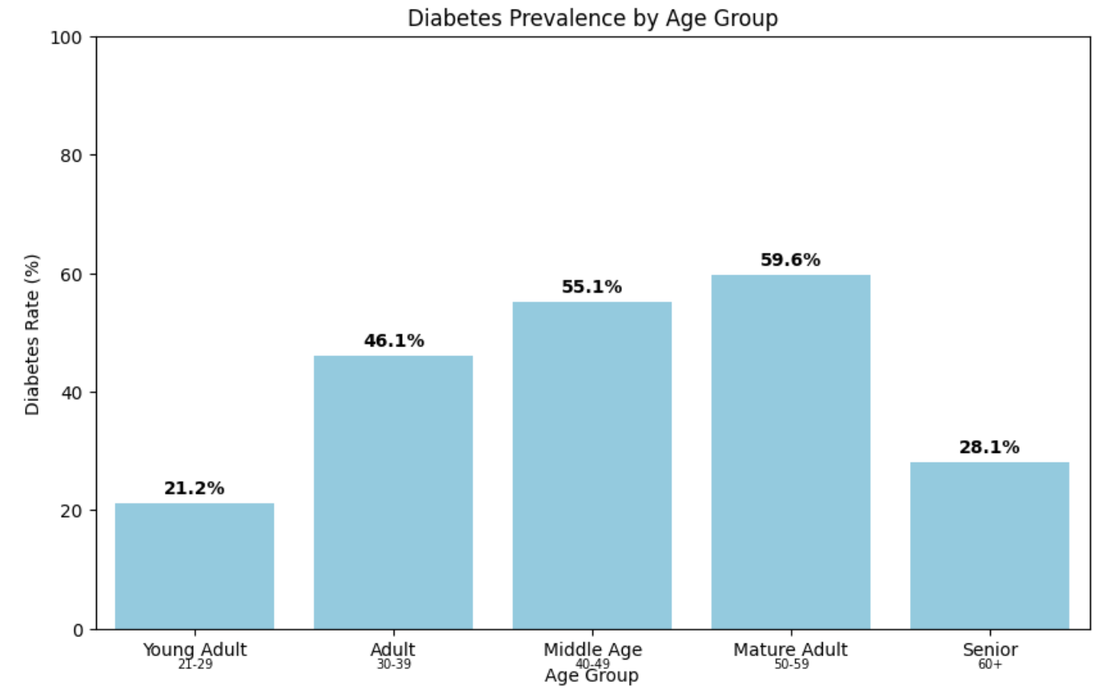 Diabetes Prevalence by Age Group
100
80
60
40
20
0
Diabetes Rate (%)
21.2%
46.1%
55.1%
59.6%
28.1%
Young Adult Adult Middle Age Mature Adult Senior
21-29 30-39 40-49 50-59 60+
Age Group